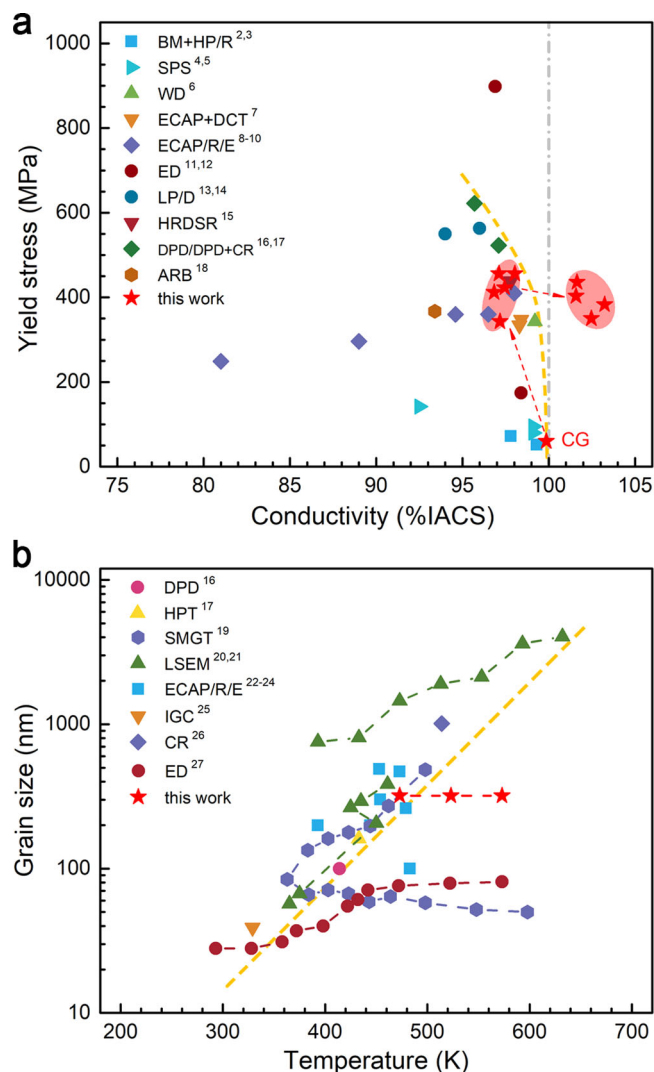 a
1000
800
600
400
200
0
Yield stress (MPa)
BM+HP/R 2,3
SPS 4,5
WD 6
ECAP+DCT 7
ECAP/R/E 8-10
ED 11,12
LP/D 13,14
HRDSR 15
DPD/DPD+CR 16,17
ARB 18
this work
CG
75 80 85 90 95 100 105
Conductivity (%IACS)
b
10000
1000
100
10
Grain size (nm)
DPD 16
HPT 17
SMGT 19
LSEM 20,21
ECAP/R/E 22-24
IGC 25
CR 26
ED 27
this work
200 300 400 500 600 700
Temperature (K)